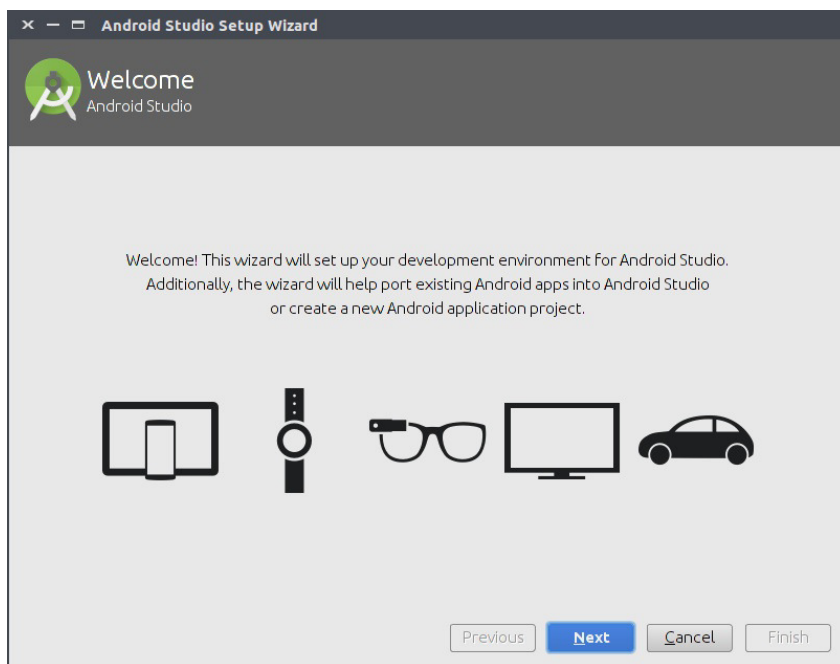 Android Studio Setup Wizard
Welcome
Android Studio
Welcome! This wizard will set up your development environment for Android Studio.
Additionally, the wizard will help port existing Android apps into Android Studio
or create a new Android application project.
Previous Next Cancel Finish